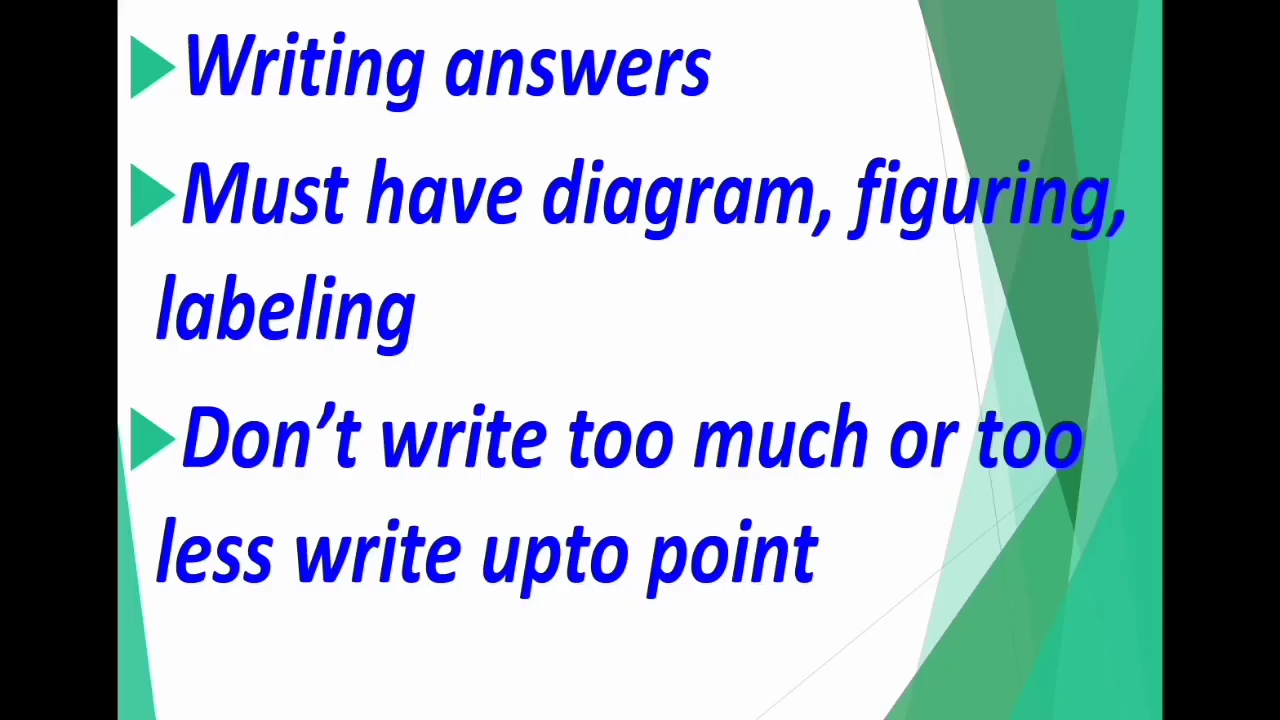 Writing answers
Must have diagram, figuring,
labeling
Don’t write too much or too
less write upto point